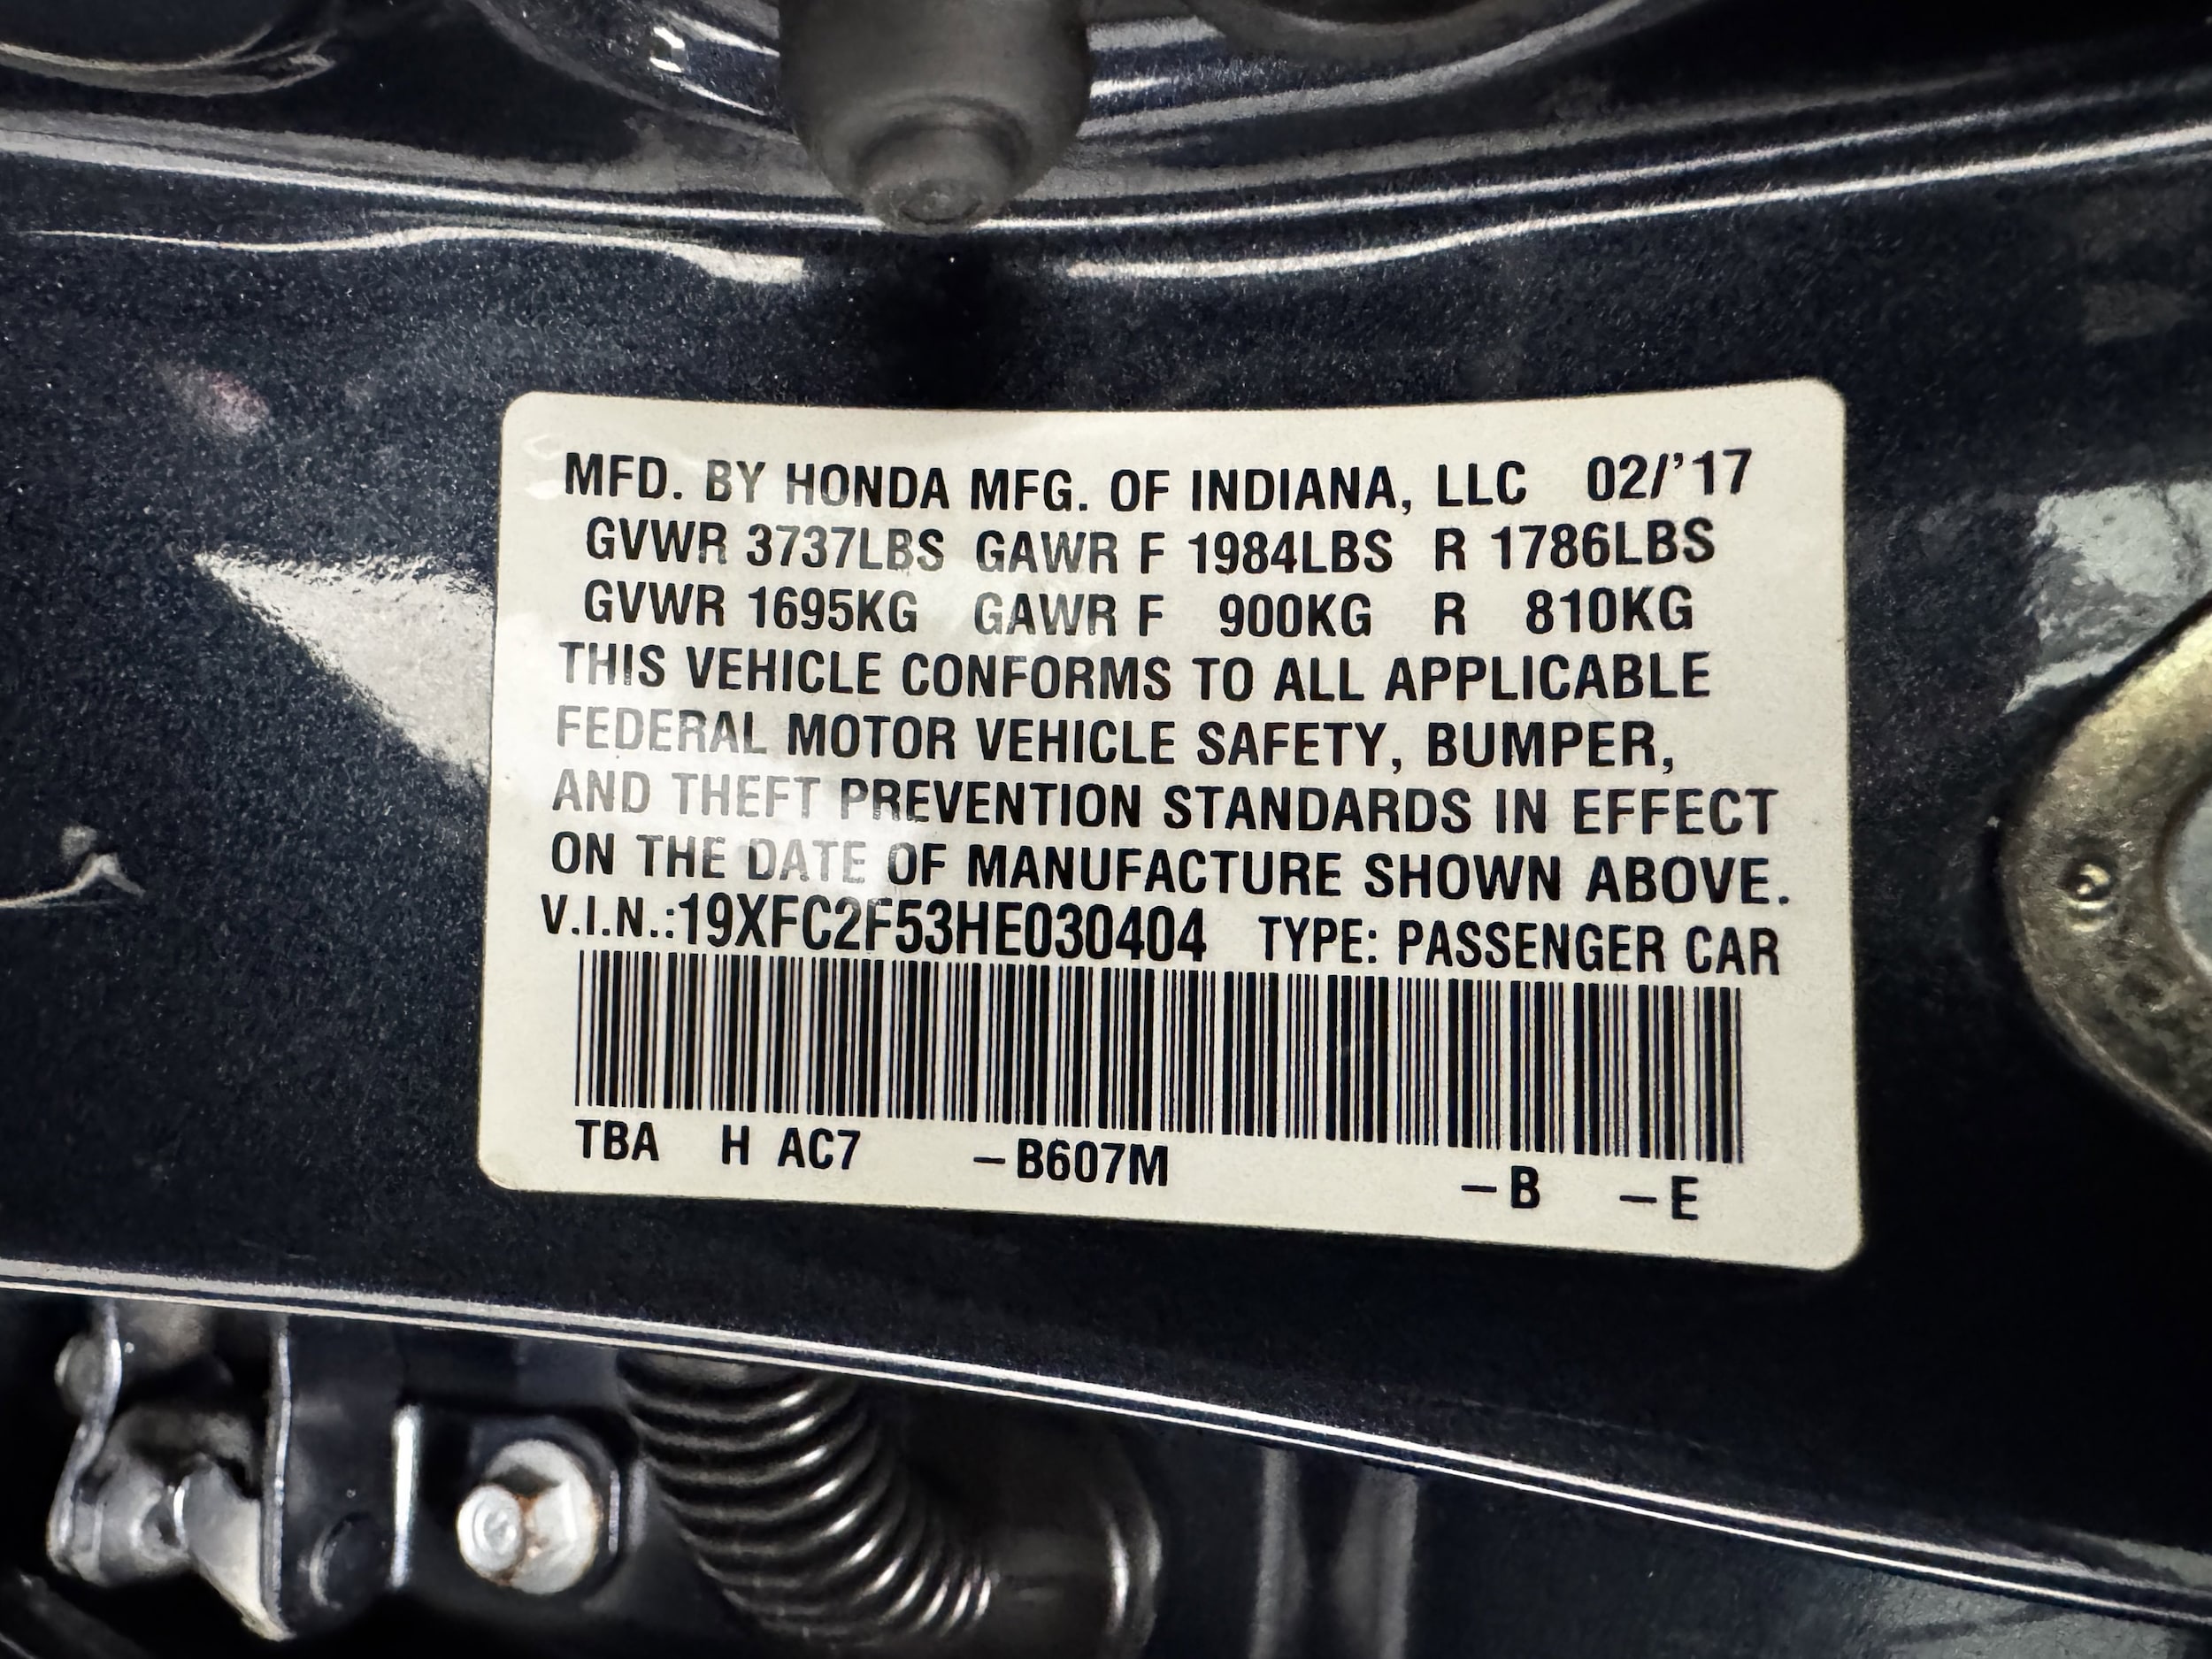 MFD. BY HONDA MFG. OF INDIANA, LLC 02/'17
GVWR 3737LBS GAWR F 1984LBS R 1786LBS
GVWR 1695KG GAWR F 900KG R 810KG
THIS VEHICLE CONFORMS TO ALL APPLICABLE
FEDERAL MOTOR VEHICLE SAFETY, BUMPER,
AND THEFT PREVENTION STANDARDS IN EFFECT
ON THE DATE OF MANUFACTURE SHOWN ABOVE.
V.I.N.:19XFC2F53HE030404 TYPE: PASSENGER CAR
TBA H AC7 –B607M –B –E